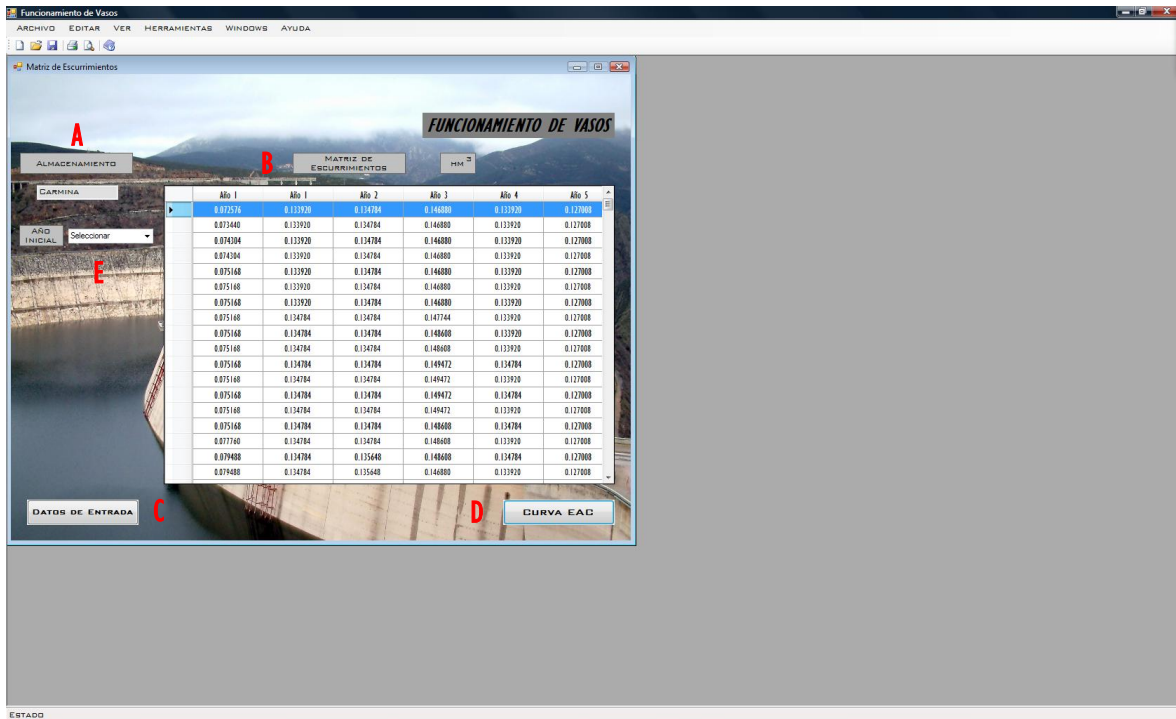 Funcionamiento de Vasos
ARCHIVO EDITAR VER HERRAMIENTAS WINDOWS AYUDA
Matriz de Escurrimientos
FUNCIONAMIENTO DE VASOS
A
ALMACENAMIENTO
B
MATRIZ DE
ESCURRIMIENTOS
HM 3
CARMINA
Año 1 Año 1 Año 2 Año 3 Año 4 Año 5
0.072576 0.133920 0.134784 0.146880 0.133920 0.127008
0.073440 0.133920 0.134784 0.146880 0.133920 0.127008
AÑO
INICIAL
Seleccionar
0.074304 0.133920 0.134784 0.146880 0.133920 0.127008
0.074304 0.133920 0.134784 0.146880 0.133920 0.127008
E
0.075168 0.133920 0.134784 0.146880 0.133920 0.127008
0.075168 0.133920 0.134784 0.146880 0.133920 0.127008
0.075168 0.133920 0.134784 0.146880 0.133920 0.127008
0.075168 0.134784 0.134784 0.147744 0.133920 0.127008
0.075168 0.134784 0.134784 0.148608 0.133920 0.127008
0.075168 0.134784 0.134784 0.148608 0.133920 0.127008
0.075168 0.134784 0.134784 0.149472 0.134784 0.127008
0.075168 0.134784 0.134784 0.149472 0.133920 0.127008
0.075168 0.134784 0.134784 0.149472 0.134784 0.127008
0.075168 0.134784 0.134784 0.149472 0.133920 0.127008
0.075168 0.134784 0.134784 0.148608 0.134784 0.127008
0.077760 0.134784 0.134784 0.148608 0.133920 0.127008
0.079488 0.134784 0.135648 0.148608 0.134784 0.127008
0.079488 0.134784 0.135648 0.146880 0.133920 0.127008
DATOS DE ENTRADA
C
D
CURVA EAC
ESTADO